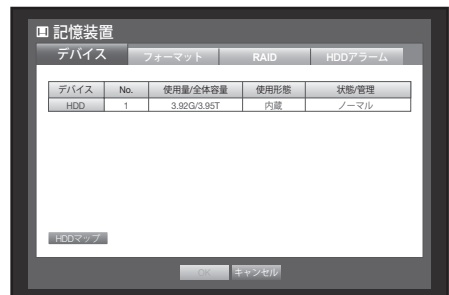 記憶装置
デバイス フォーマット RAID HDDアラーム
デバイス No. 使用量/全体容量 使用形態 状態/管理
HDD 1 3.92G/3.95T 内蔵 ノーマル
HDDマップ
OK キャンセル